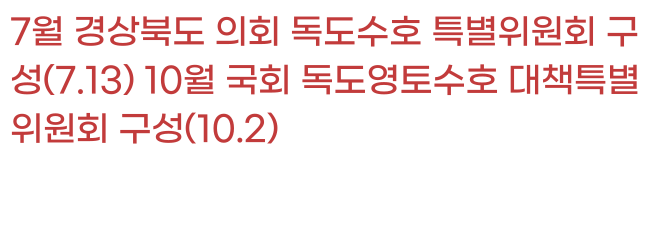 7월 경상북도 의회 독도수호 특별위원회 구
성(7.13) 10월 국회 독도영토수호 대책특별
위원회 구성(10.2)